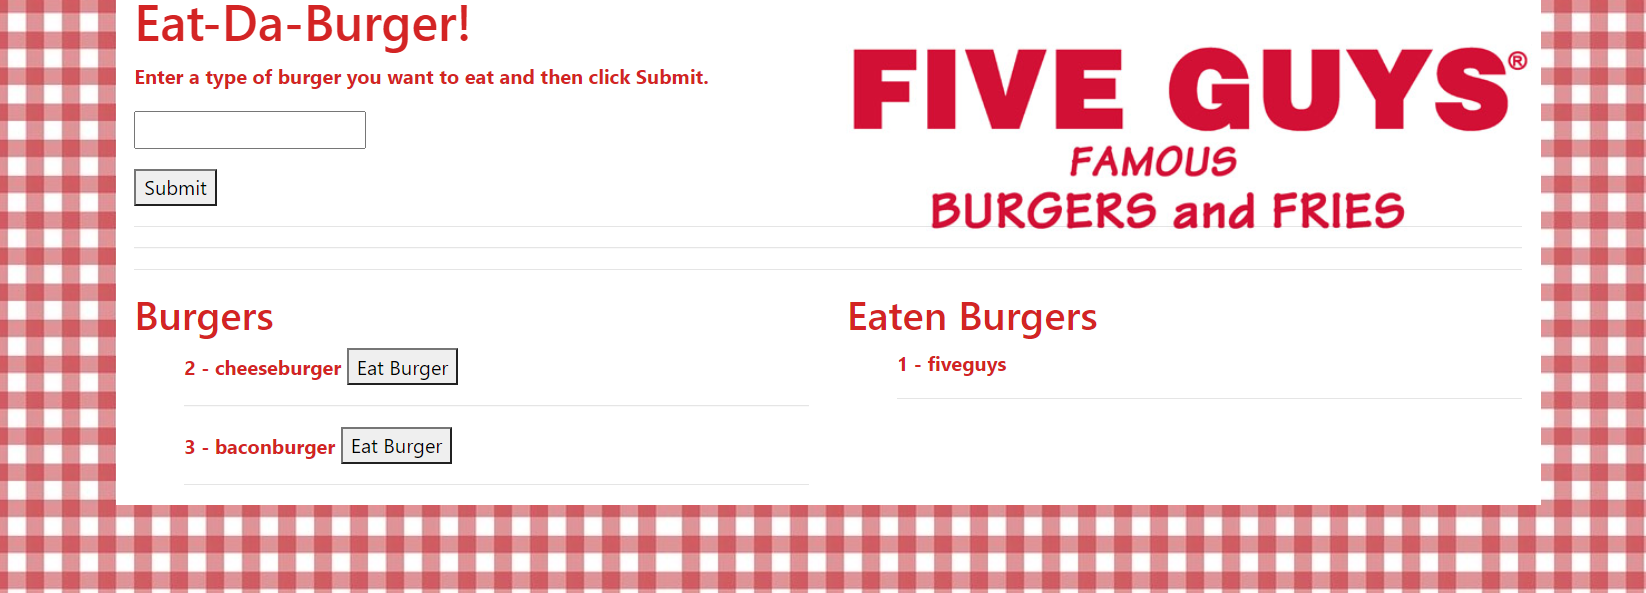 Eat-Da-Burger!
Enter a type of burger you want to eat and then click Submit.
Submit
FIVE GUYS®
FAMOUS
BURGERS and FRIES
Burgers
2 - cheeseburger Eat Burger
3 - baconburger Eat Burger
Eaten Burgers
1 - fiveguys